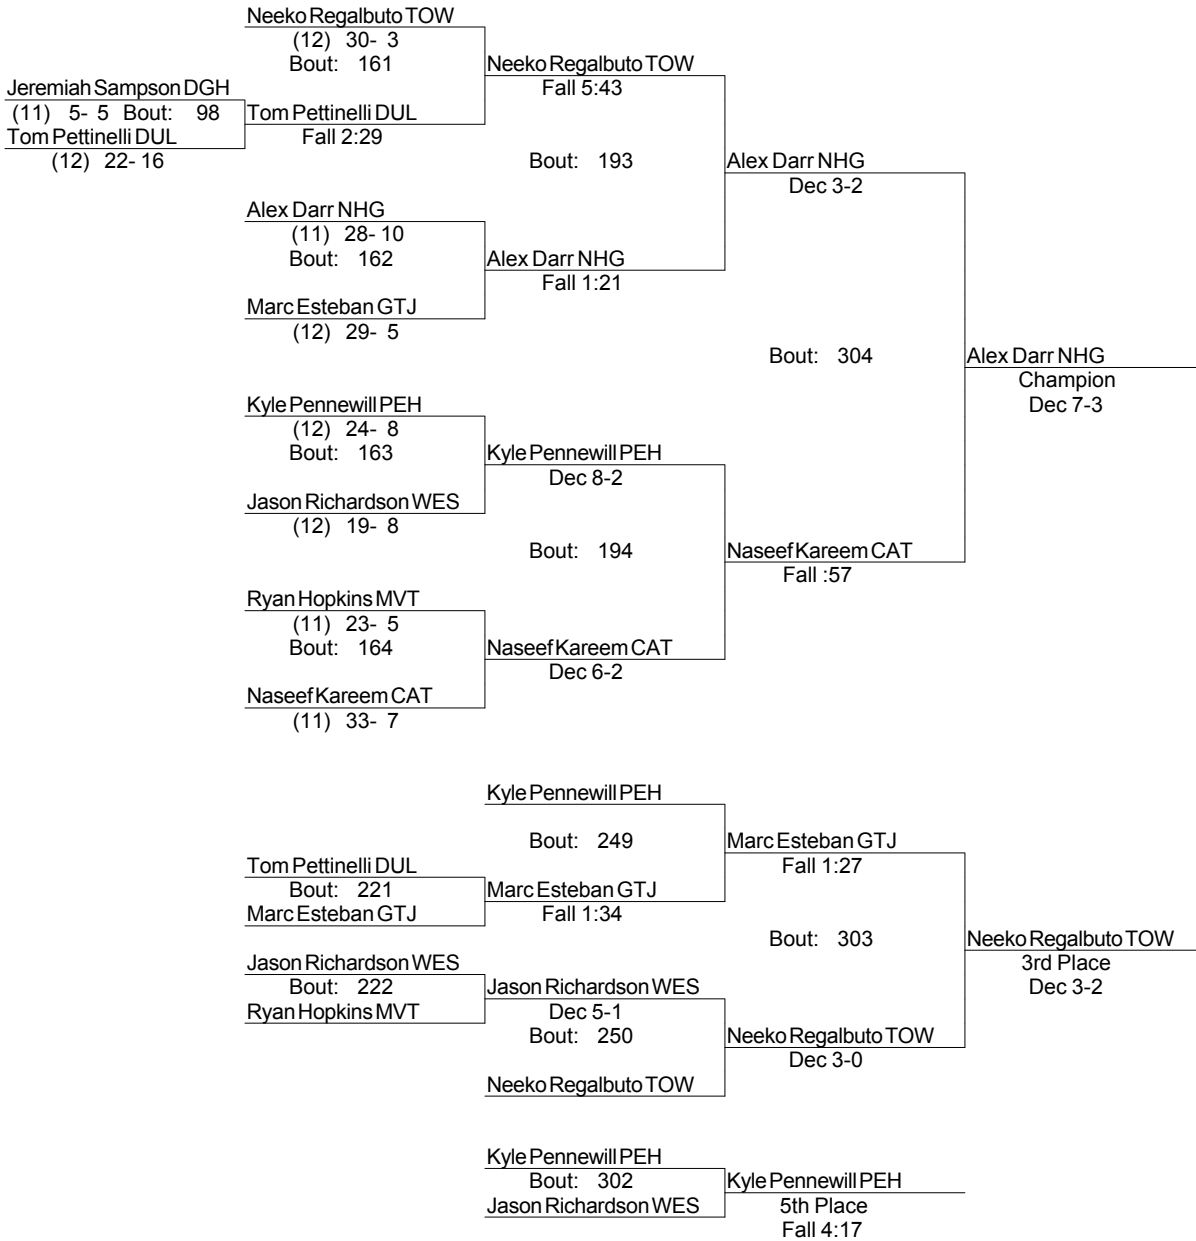 Neeko Regalbuto TOW
(12) 30- 3
Bout: 161
Neeko Regalbuto TOW
Fall 5:43
Jeremiah Sampson DGH
(11) 5- 5 Bout: 98
Tom Pettinelli DUL
Fall 2:29
Tom Pettinelli DUL
(12) 22- 16
Bout: 193
Alex Darr NHG
Dec 3-2
Alex Darr NHG
(11) 28- 10
Bout: 162
Alex Darr NHG
Fall 1:21
Marc Esteban GTJ
(12) 29- 5
Bout: 304
Alex Darr NHG
Champion
Dec 7-3
Kyle Pennewill PEH
(12) 24- 8
Bout: 163
Kyle Pennewill PEH
Dec 8-2
Jason Richardson WES
(12) 19- 8
Bout: 194
Naseef Kareem CAT
Fall :57
Ryan Hopkins MVT
(11) 23- 5
Bout: 164
Naseef Kareem CAT
Dec 6-2
Naseef Kareem CAT
(11) 33- 7
Kyle Pennewill PEH
Bout: 249
Marc Esteban GTJ
Fall 1:27
Tom Pettinelli DUL
Bout: 221
Marc Esteban GTJ
Marc Esteban GTJ
Fall 1:34
Bout: 303
Neeko Regalbuto TOW
3rd Place
Dec 3-2
Jason Richardson WES
Bout: 222
Ryan Hopkins MVT
Jason Richardson WES
Dec 5-1
Bout: 250
Neeko Regalbuto TOW
Dec 3-0
Neeko Regalbuto TOW
Kyle Pennewill PEH
Bout: 302
Jason Richardson WES
Kyle Pennewill PEH
5th Place
Fall 4:17